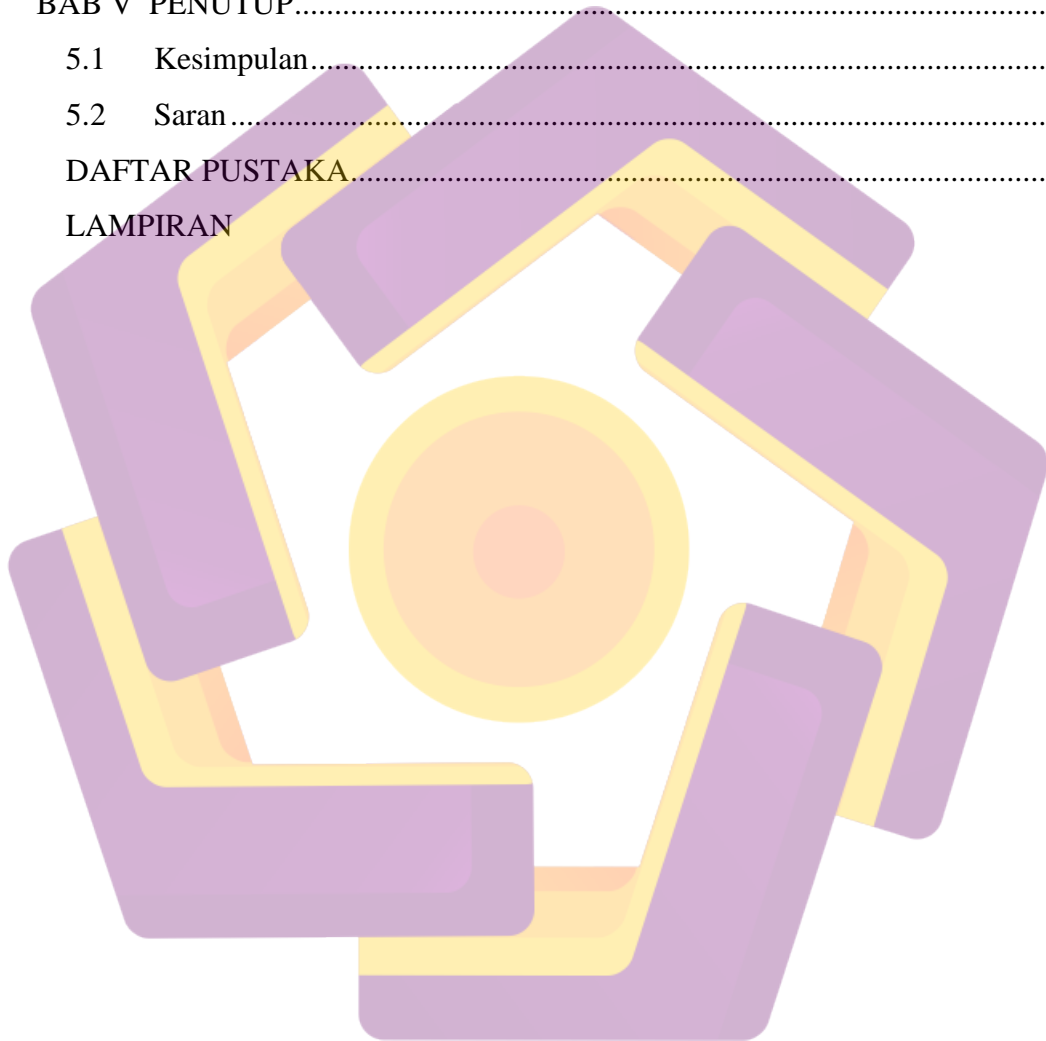 BAB V PENUTUP........................................................................................................
5.1 Kesimpulan........................................................................................................
5.2 Saran........................................................................................................
DAFTAR PUSTAKA........................................................................................................
LAMPIRAN